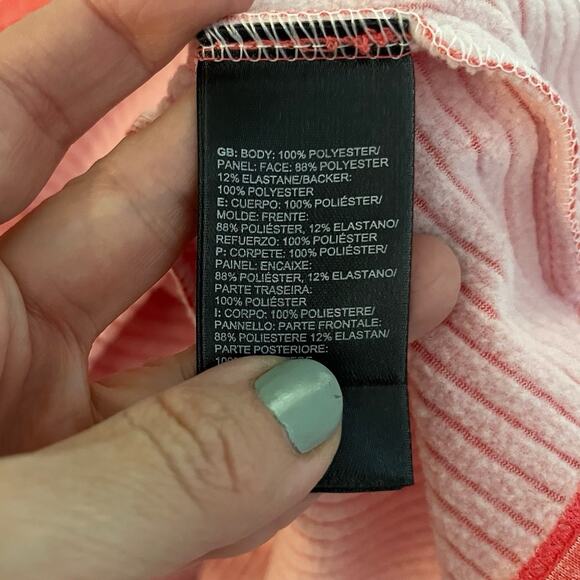 GB: BODY: 100% POLYESTER/
PANEL: FACE: 88% POLYESTER
12% ELASTANE/BACKER:
100% POLYESTER
E: CUERPO: 100% POLIÉSTER/
MOLDE: FRENTE:
88% POLIÉSTER, 12% ELASTANO/
REFUERZO: 100% POLIÉSTER
P: CORPETE: 100% POLIÉSTER/
PAINEL: ENCAIXE:
88% POLIÉSTER, 12% ELASTANO/
PARTE TRASEIRA:
100% POLIÉSTER
I: CORPO: 100% POLIESTERE/
PANNELLO: PARTE FRONTALE:
88% POLIESTERE 12% ELASTAN/
PARTE POSTERIORE: